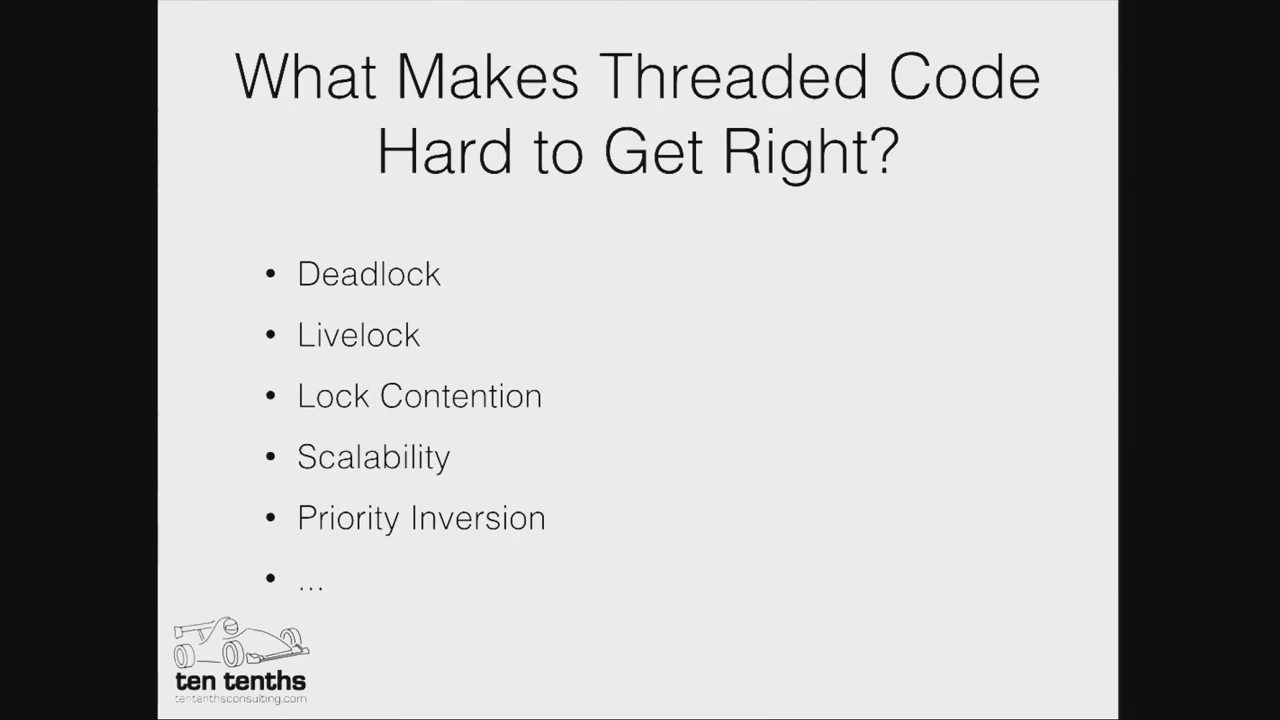 What Makes Threaded Code
Hard to Get Right?
• Deadlock
• Livelock
• Lock Contention
• Scalability
• Priority Inversion
• ...
ten tenths
tententhsconsulting.com